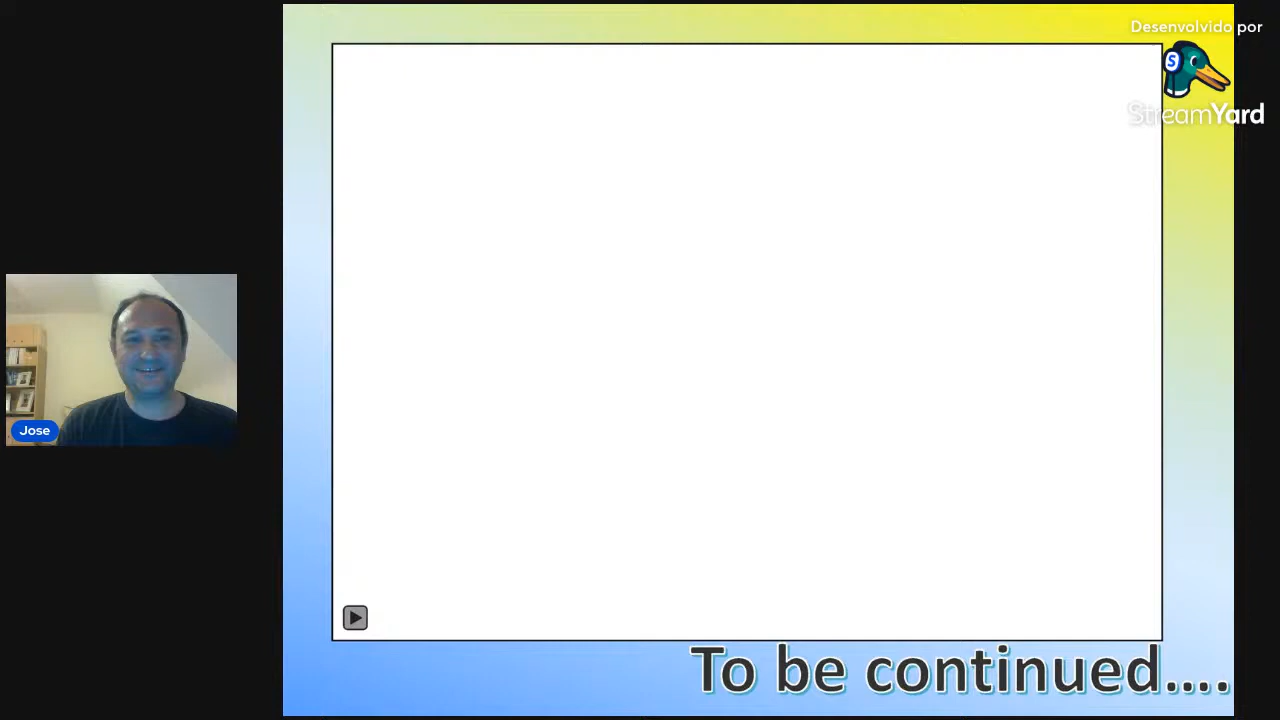 Desenvolvido por
S
StreamYard
Jose
To be continued....